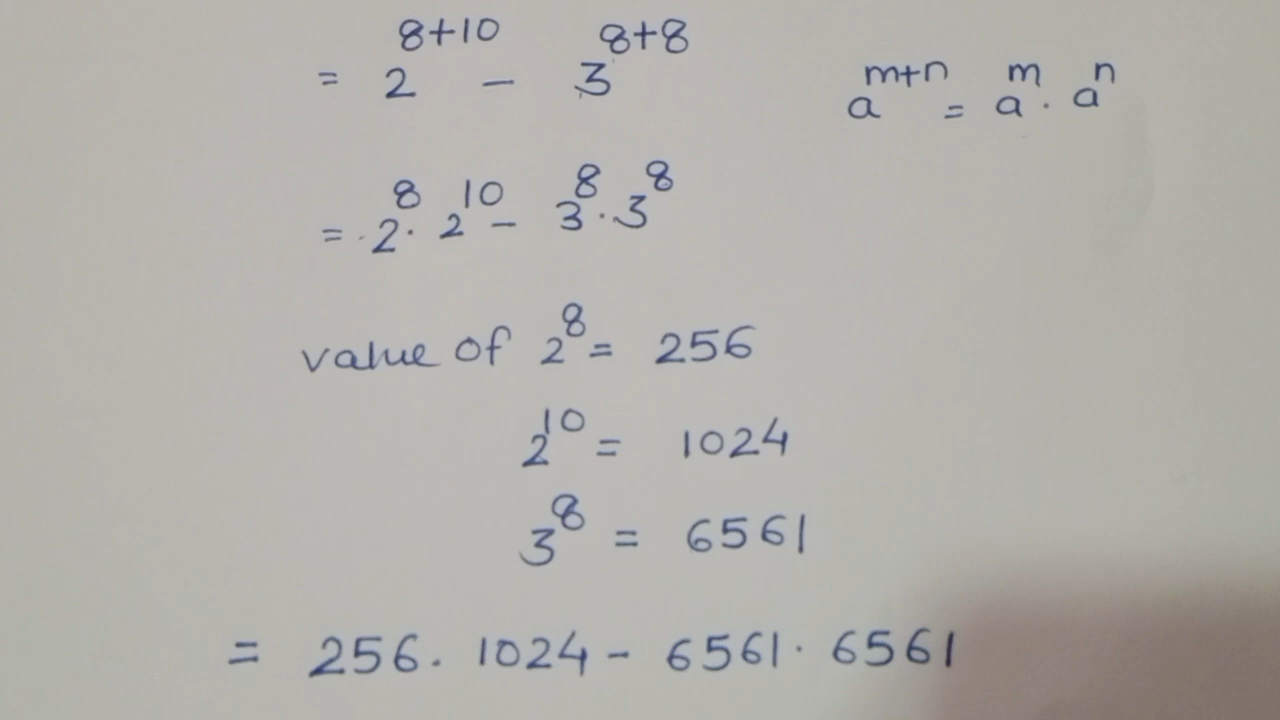 = 2^{8+10} - 3^{8+8}
a^{m+n} = a^m . a^n
= 2^8 . 2^{10} - 3^8 . 3^8
value of 2^8 = 256
2^{10} = 1024
3^8 = 6561
= 256 . 1024 - 6561 . 6561